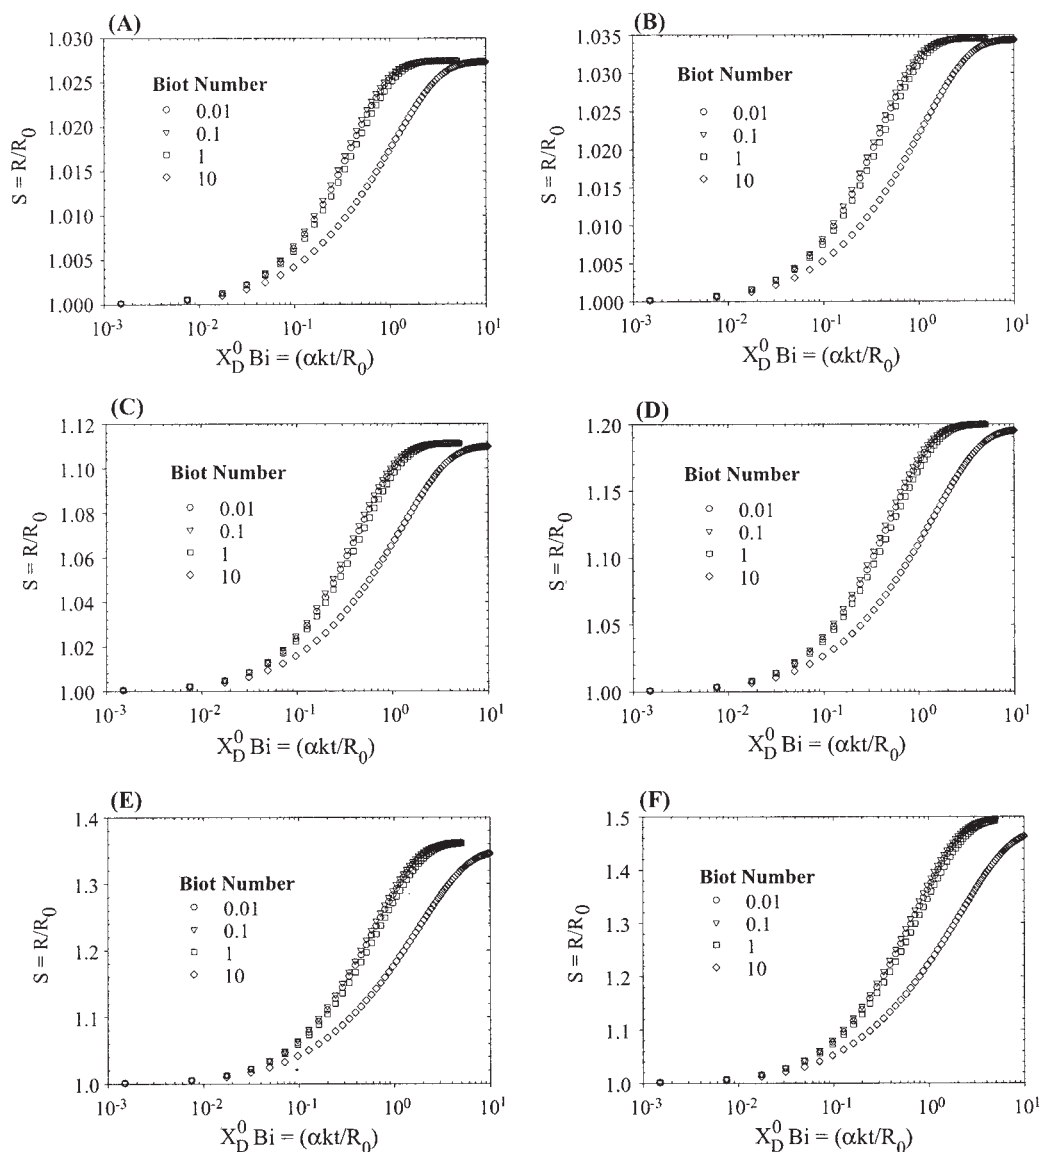 (A)
1.030
1.025
1.020
1.015
1.010
1.005
1.000
S = R/R₀
Biot Number
○ 0.01
▽ 0.1
□ 1
◇ 10
10⁻³ 10⁻² 10⁻¹ 10⁰ 10¹
X_D⁰ Bi = (αkt/R₀)
(B)
1.035
1.030
1.025
1.020
1.015
1.010
1.005
1.000
S = R/R₀
Biot Number
○ 0.01
▽ 0.1
□ 1
◇ 10
10⁻³ 10⁻² 10⁻¹ 10⁰ 10¹
X_D⁰ Bi = (αkt/R₀)
(C)
1.12
1.10
1.08
1.06
1.04
1.02
1.00
S = R/R₀
Biot Number
○ 0.01
▽ 0.1
□ 1
◇ 10
10⁻³ 10⁻² 10⁻¹ 10⁰ 10¹
X_D⁰ Bi = (αkt/R₀)
(D)
1.20
1.15
1.10
1.05
1.00
S = R/R₀
Biot Number
○ 0.01
▽ 0.1
□ 1
◇ 10
10⁻³ 10⁻² 10⁻¹ 10⁰ 10¹
X_D⁰ Bi = (αkt/R₀)
(E)
1.4
1.3
1.2
1.1
1.0
S = R/R₀
Biot Number
○ 0.01
▽ 0.1
□ 1
◇ 10
10⁻³ 10⁻² 10⁻¹ 10⁰ 10¹
X_D⁰ Bi = (αkt/R₀)
(F)
1.5
1.4
1.3
1.2
1.1
1.0
S = R/R₀
Biot Number
○ 0.01
▽ 0.1
□ 1
◇ 10
10⁻³ 10⁻² 10⁻¹ 10⁰ 10¹
X_D⁰ Bi = (αkt/R₀)